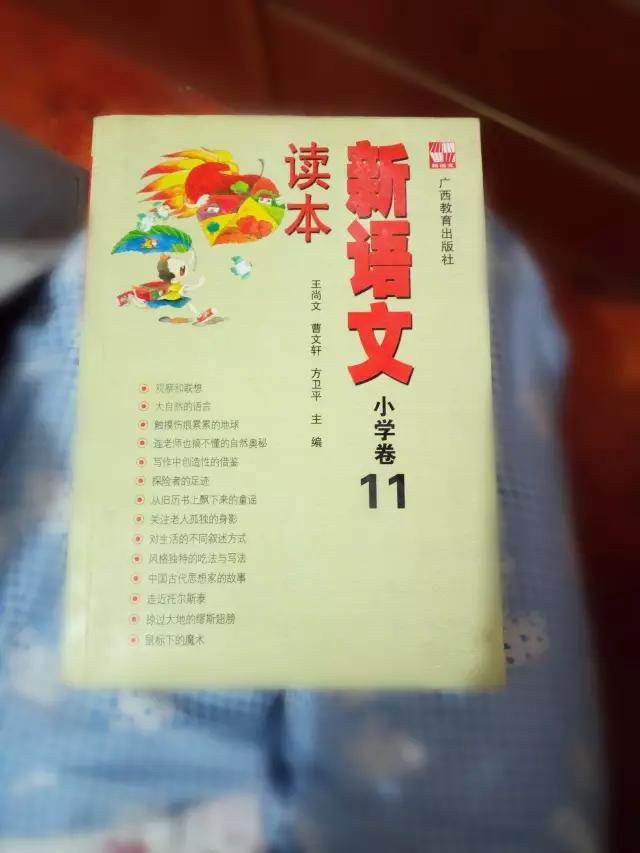 新语文
读本
小学卷
11
新语文
广西教育出版社
王尚文 曹文轩 方卫平 主编
观察和联想
大自然的语言
触摸伤痕累累的地球
连老师也搞不懂的自然奥秘
写作中创造性的借鉴
探险者的足迹
从旧历书上飘下来的童谣
关注老人孤独的身影
对生活的不同叙述方式
风格独特的吃法与写法
中国古代思想家的故事
走近托尔斯泰
掠过大地的缪斯翅膀
鼠标下的魔术